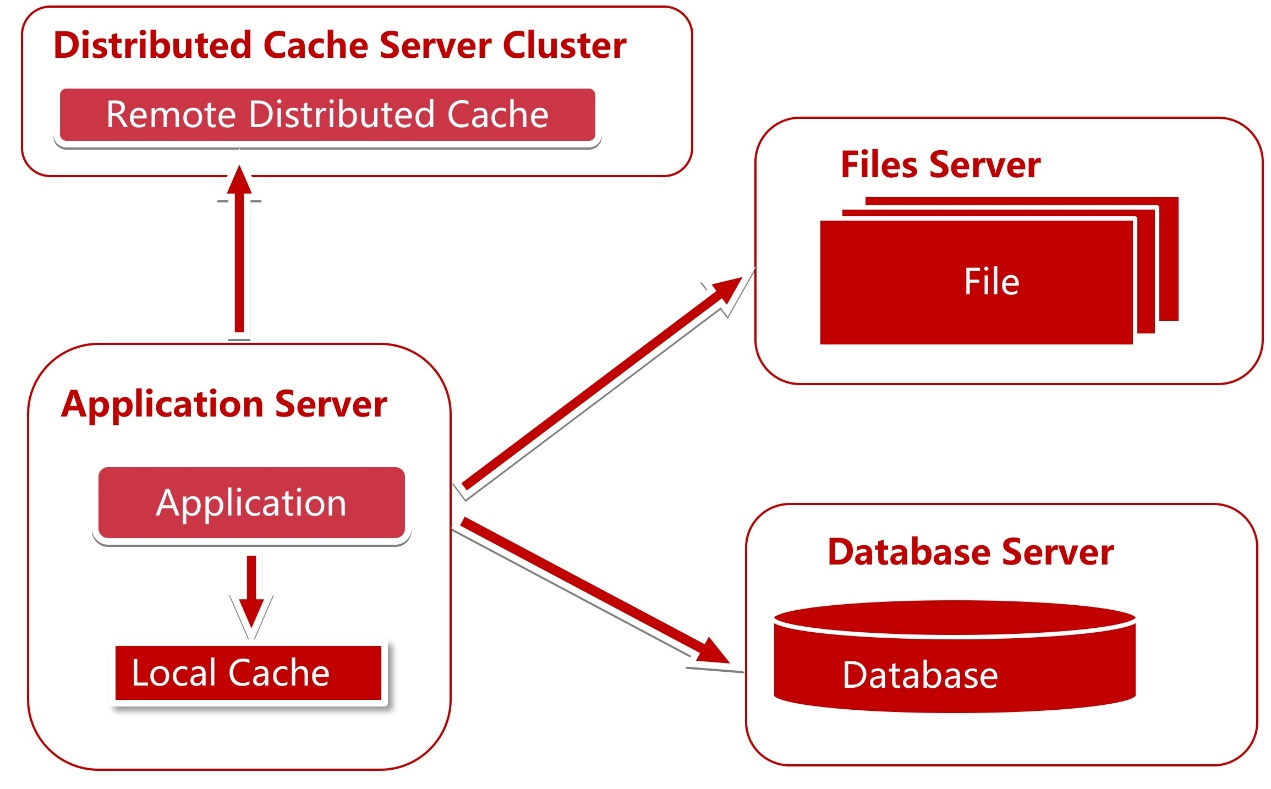 Distributed Cache Server Cluster
Remote Distributed Cache
Files Server
File
Application Server
Application
Local Cache
Database Server
Database